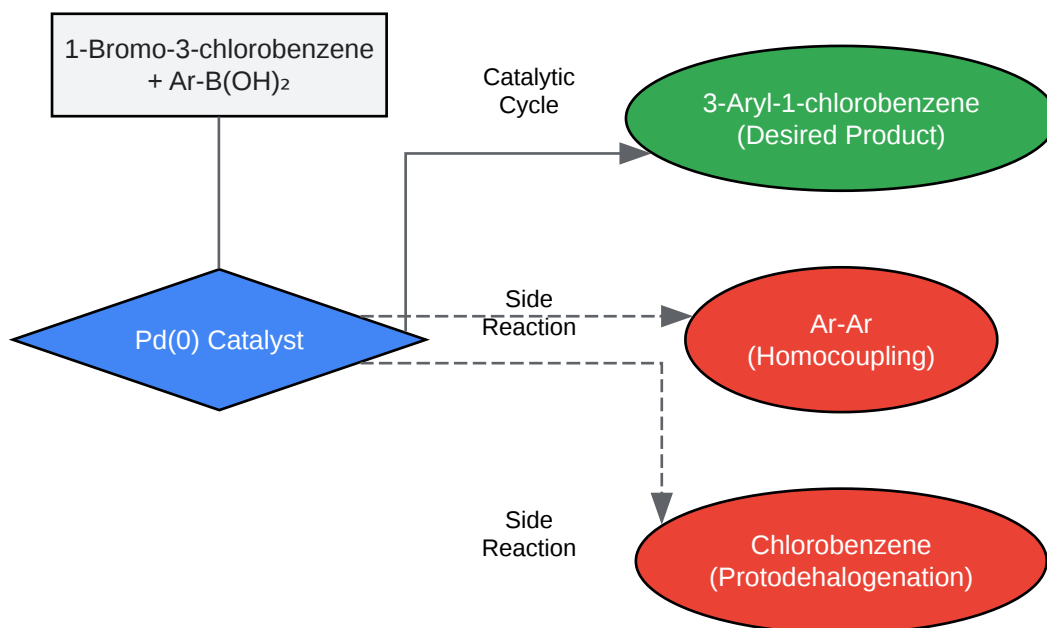 1-Bromo-3-chlorobenzene
+ Ar-B(OH)₂
Catalytic
Cycle
3-Aryl-1-chlorobenzene
(Desired Product)
Pd(0) Catalyst
Side
Reaction
Ar-Ar
(Homocoupling)
Side
Reaction
Chlorobenzene
(Protodehalogenation)